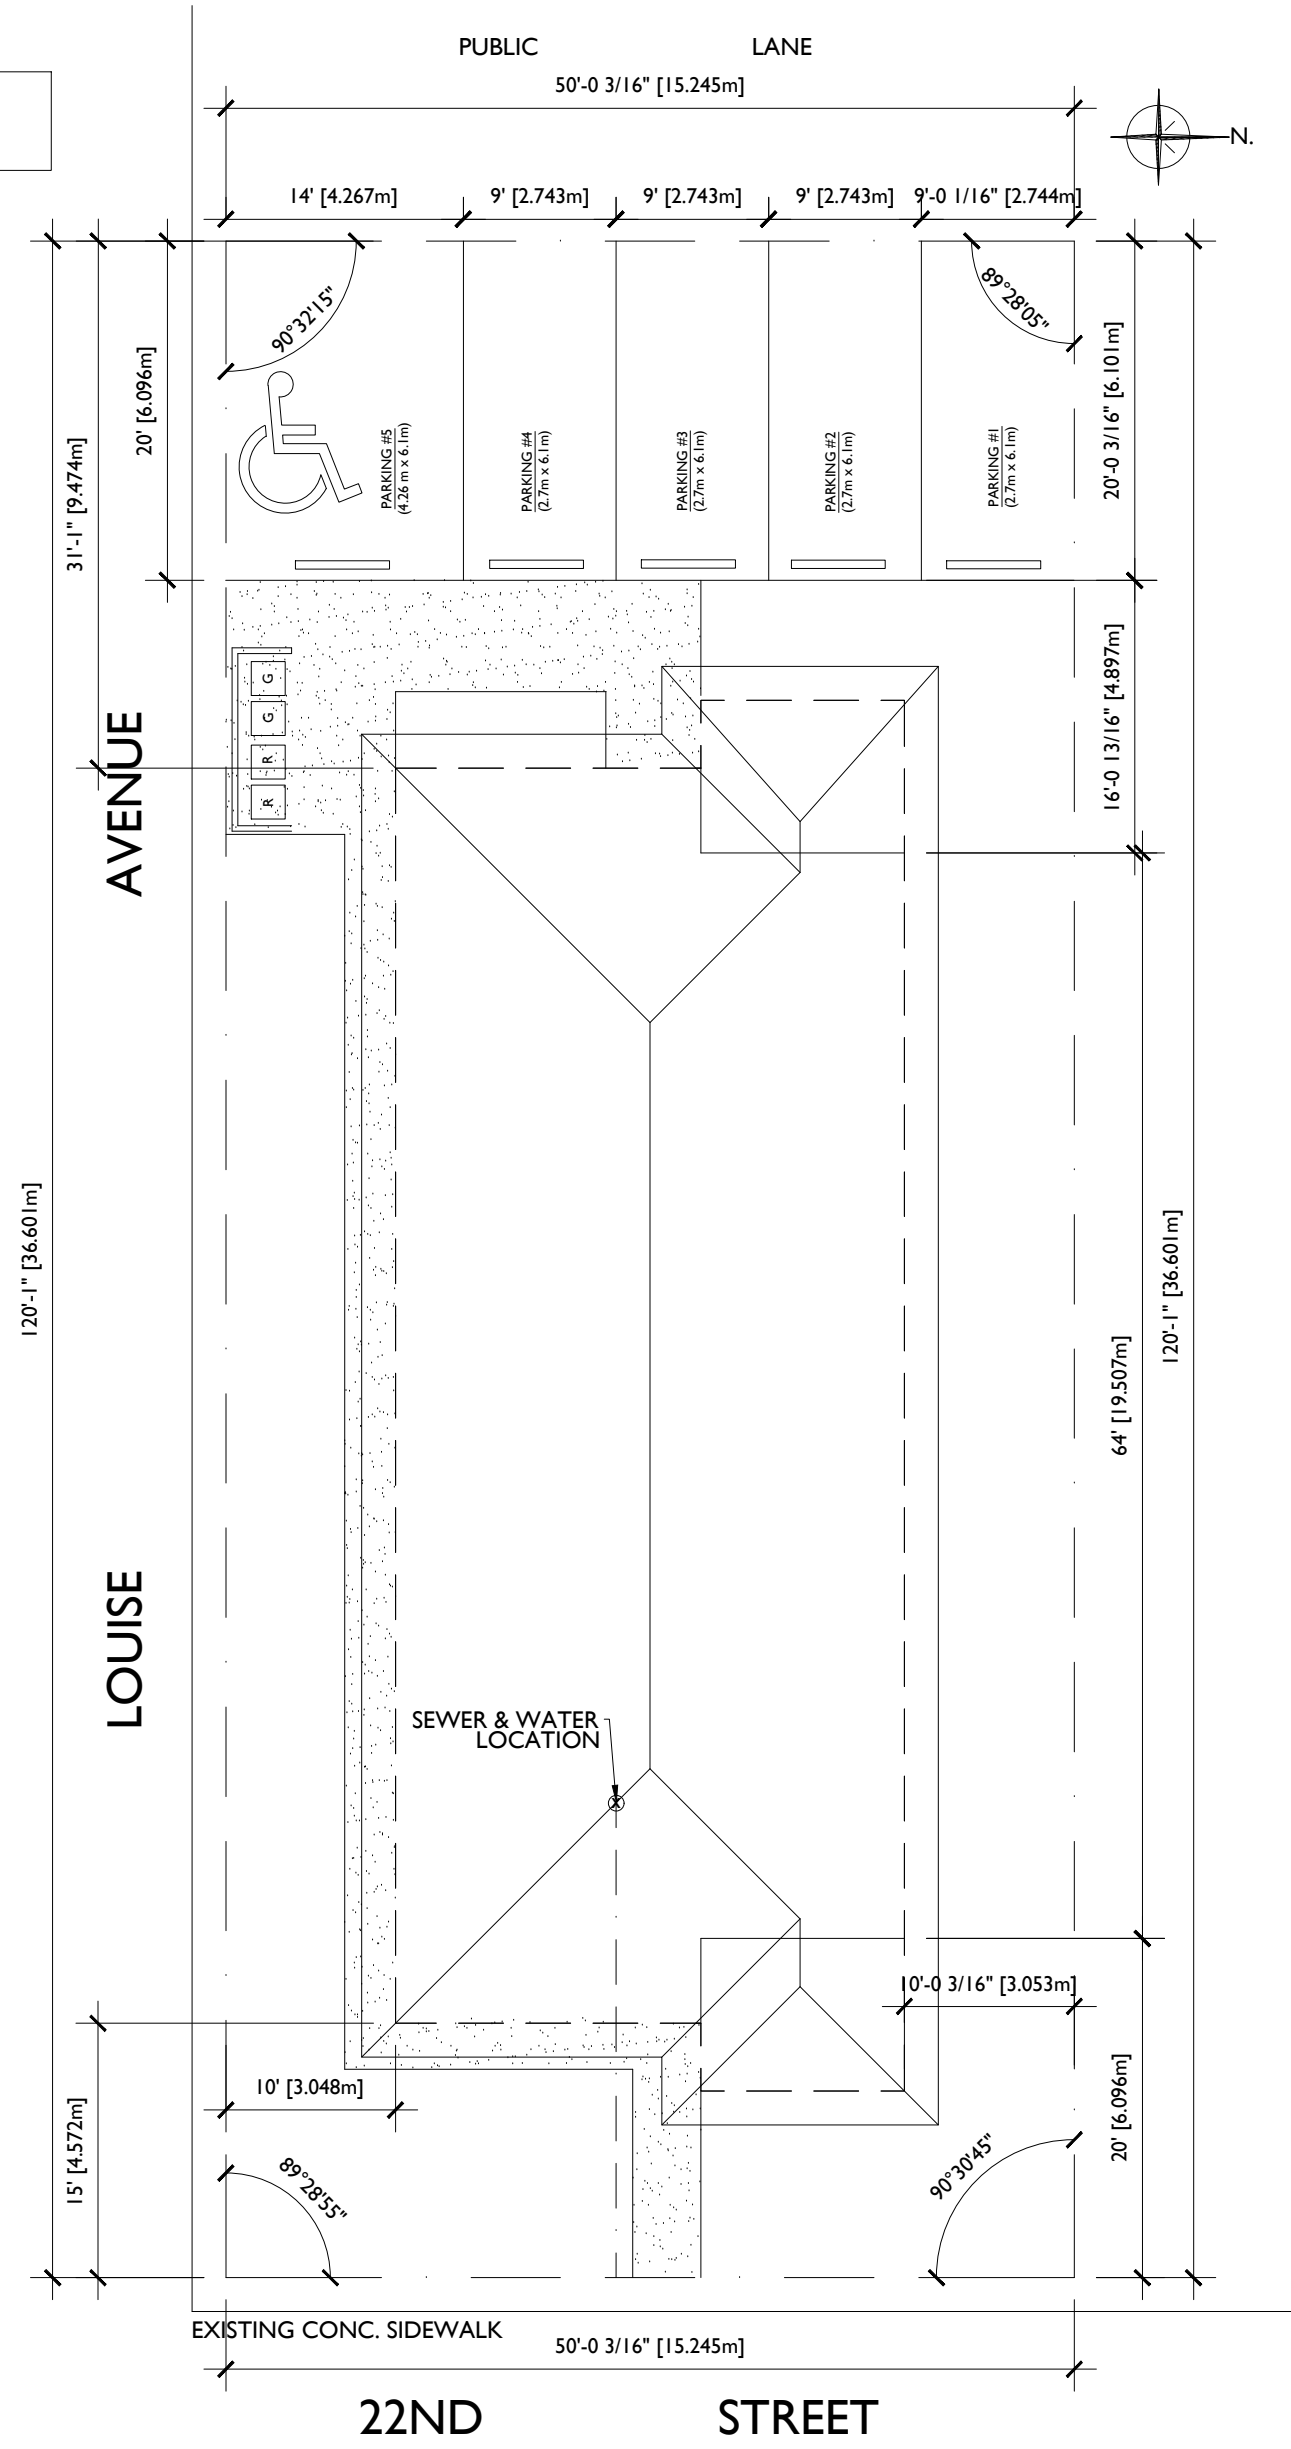 PUBLIC LANE
50'-0 3/16" [15.245m]
N.
14' [4.267m]
9' [2.743m]
9' [2.743m]
9' [2.743m]
9'-0 1/16" [2.744m]
90°32'15"
89°28'05"
20' [6.096m]
31'-1" [9.474m]
120'-1" [36.601m]
PARKING #5
(4.26 m x 6.1m)
PARKING #4
(2.7m x 6.1m)
PARKING #3
(2.7m x 6.1m)
PARKING #2
(2.7m x 6.1m)
PARKING #1
(2.7m x 6.1m)
20'-0 3/16" [6.101m]
16'-0 13/16" [4.897m]
G
G
R
R
LOUISE AVENUE
64' [19.507m]
120'-1" [36.601m]
SEWER & WATER
LOCATION
X
10'-0 3/16" [3.053m]
10' [3.048m]
15' [4.572m]
20' [6.096m]
89°28'55"
90°30'45"
EXISTING CONC. SIDEWALK
50'-0 3/16" [15.245m]
22ND STREET